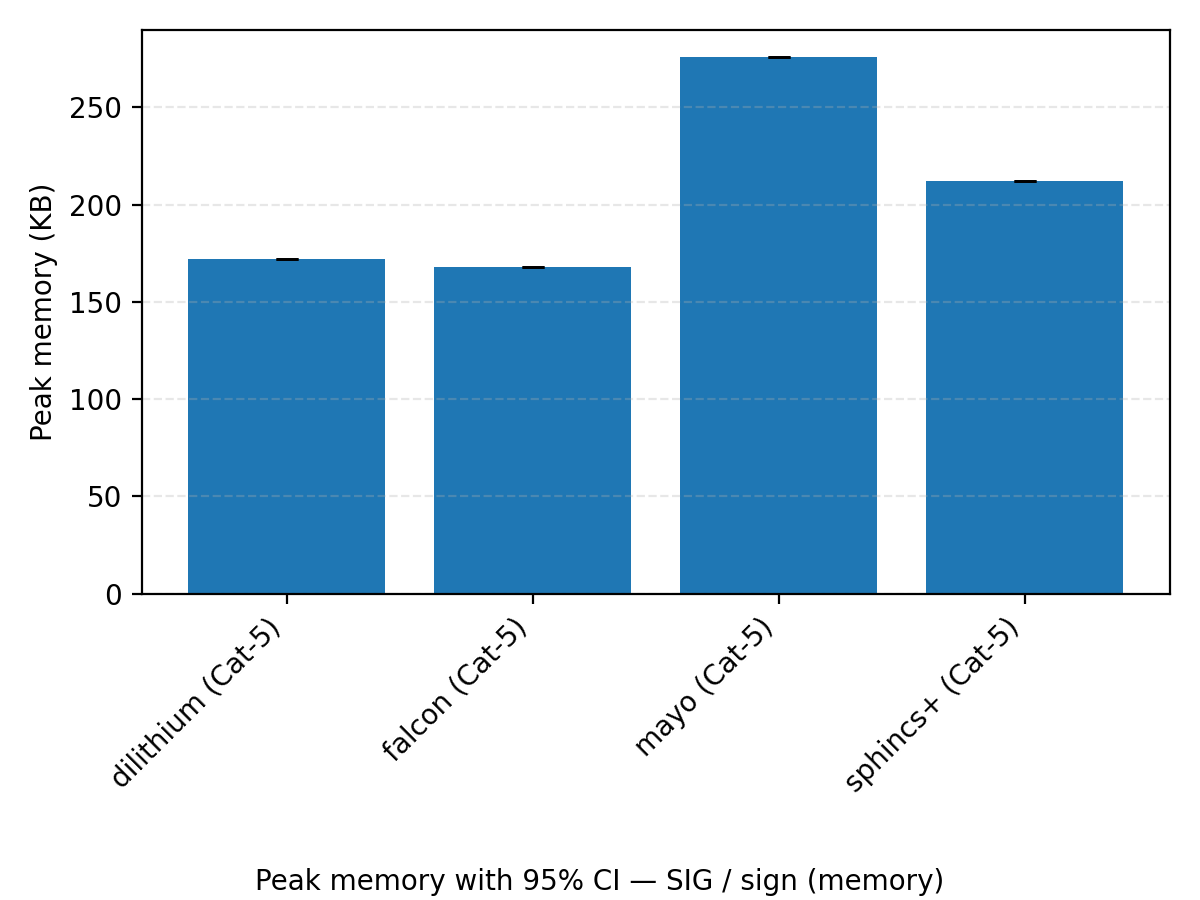 Peak memory (KB)
250
200
150
100
50
0
dilithium (Cat-5)
falcon (Cat-5)
mayo (Cat-5)
sphincs+ (Cat-5)
Peak memory with 95% CI — SIG / sign (memory)